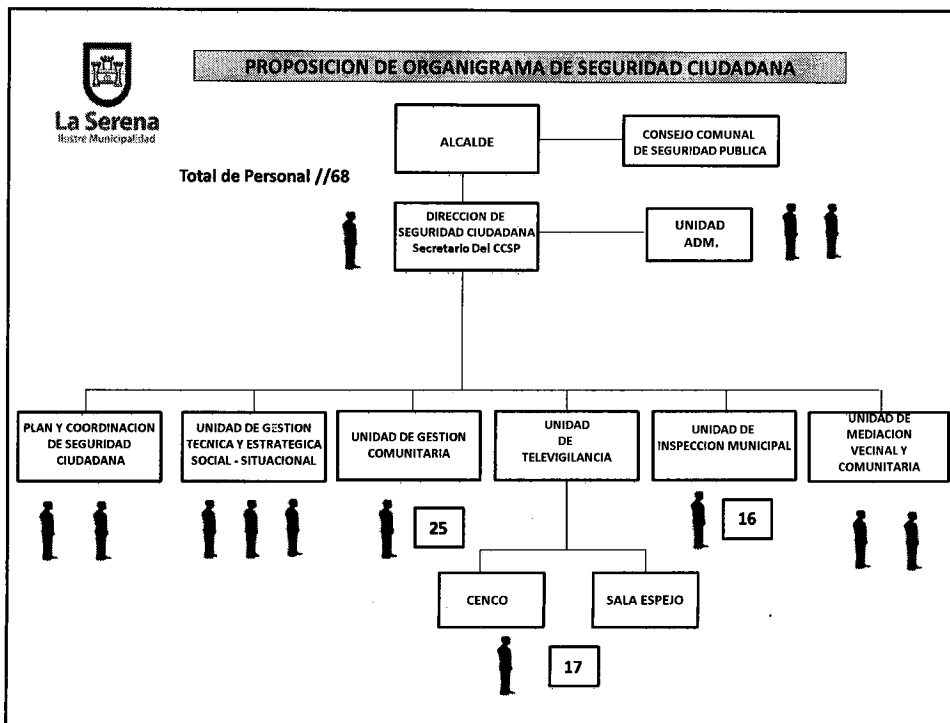 PROPOSICION DE ORGANIGRAMA DE SEGURIDAD CIUDADANA
La Serena
Ilustre Municipalidad
ALCALDE
CONSEJO COMUNAL
DE SEGURIDAD PUBLICA
Total de Personal //68
DIRECCION DE
SEGURIDAD CIUDADANA
Secretario Del CCSP
UNIDAD
ADM.
PLAN Y COORDINACION
DE SEGURIDAD
CIUDADANA
UNIDAD DE GESTION
TECNICA Y ESTRATEGICA
SOCIAL - SITUACIONAL
UNIDAD DE GESTION
COMUNITARIA
UNIDAD
DE
TELEVIGILANCIA
UNIDAD DE
INSPECCION MUNICIPAL
UNIDAD DE
MEDIACION
VECINAL Y
COMUNITARIA
25
16
CENCO
SALA ESPEJO
17